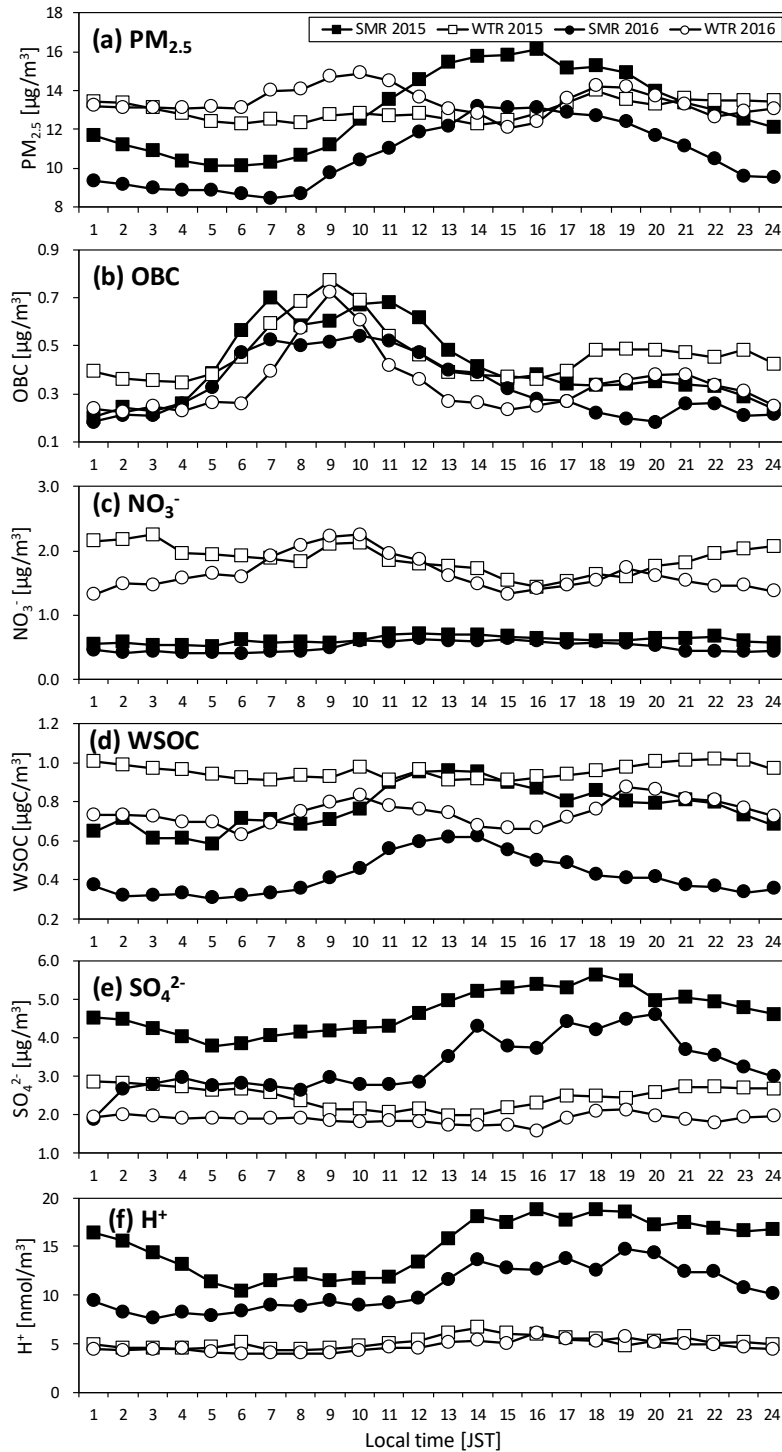 (a) PM2.5
SMR 2015 WTR 2015 SMR 2016 WTR 2016
PM2.5 [µg/m³]
18
16
14
12
10
8
1 2 3 4 5 6 7 8 9 10 11 12 13 14 15 16 17 18 19 20 21 22 23 24
(b) OBC
OBC [µg/m³]
0.9
0.7
0.5
0.3
0.1
1 2 3 4 5 6 7 8 9 10 11 12 13 14 15 16 17 18 19 20 21 22 23 24
(c) NO3-
NO3- [µg/m³]
3.0
2.0
1.0
0.0
1 2 3 4 5 6 7 8 9 10 11 12 13 14 15 16 17 18 19 20 21 22 23 24
(d) WSOC
WSOC [µgC/m³]
1.2
1.0
0.8
0.6
0.4
0.2
1 2 3 4 5 6 7 8 9 10 11 12 13 14 15 16 17 18 19 20 21 22 23 24
(e) SO4 2-
SO4 2- [µg/m³]
6.0
5.0
4.0
3.0
2.0
1.0
1 2 3 4 5 6 7 8 9 10 11 12 13 14 15 16 17 18 19 20 21 22 23 24
(f) H+
H+ [nmol/m³]
20
15
10
5
0
1 2 3 4 5 6 7 8 9 10 11 12 13 14 15 16 17 18 19 20 21 22 23 24
Local time [JST]